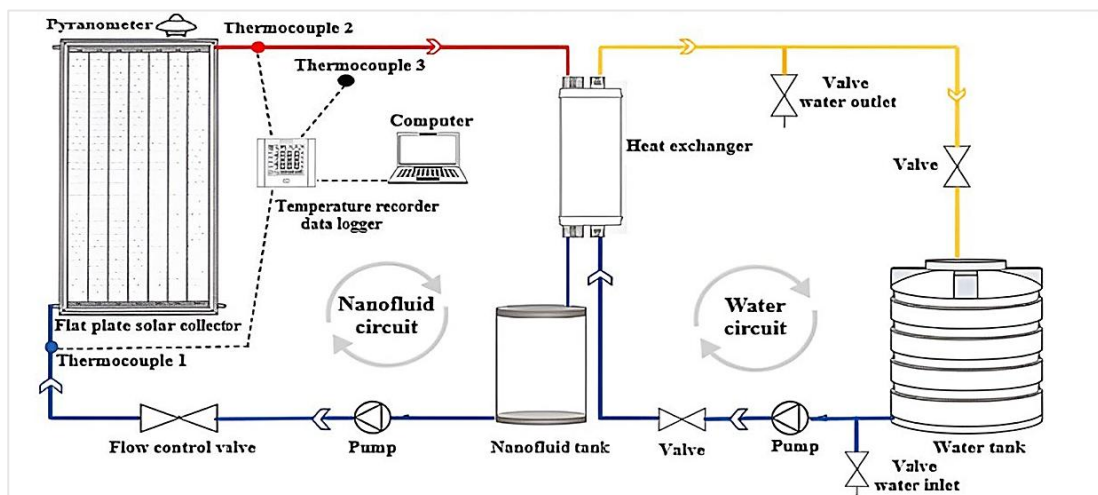 Pyranometer
Thermocouple 2
Thermocouple 3
Computer
Temperature recorder
data logger
Heat exchanger
Valve
water outlet
Valve
Nanofluid
circuit
Water
circuit
Flat plate solar collector
Thermocouple 1
Flow control valve
Pump
Nanofluid tank
Valve
Pump
Water tank
Valve
water inlet